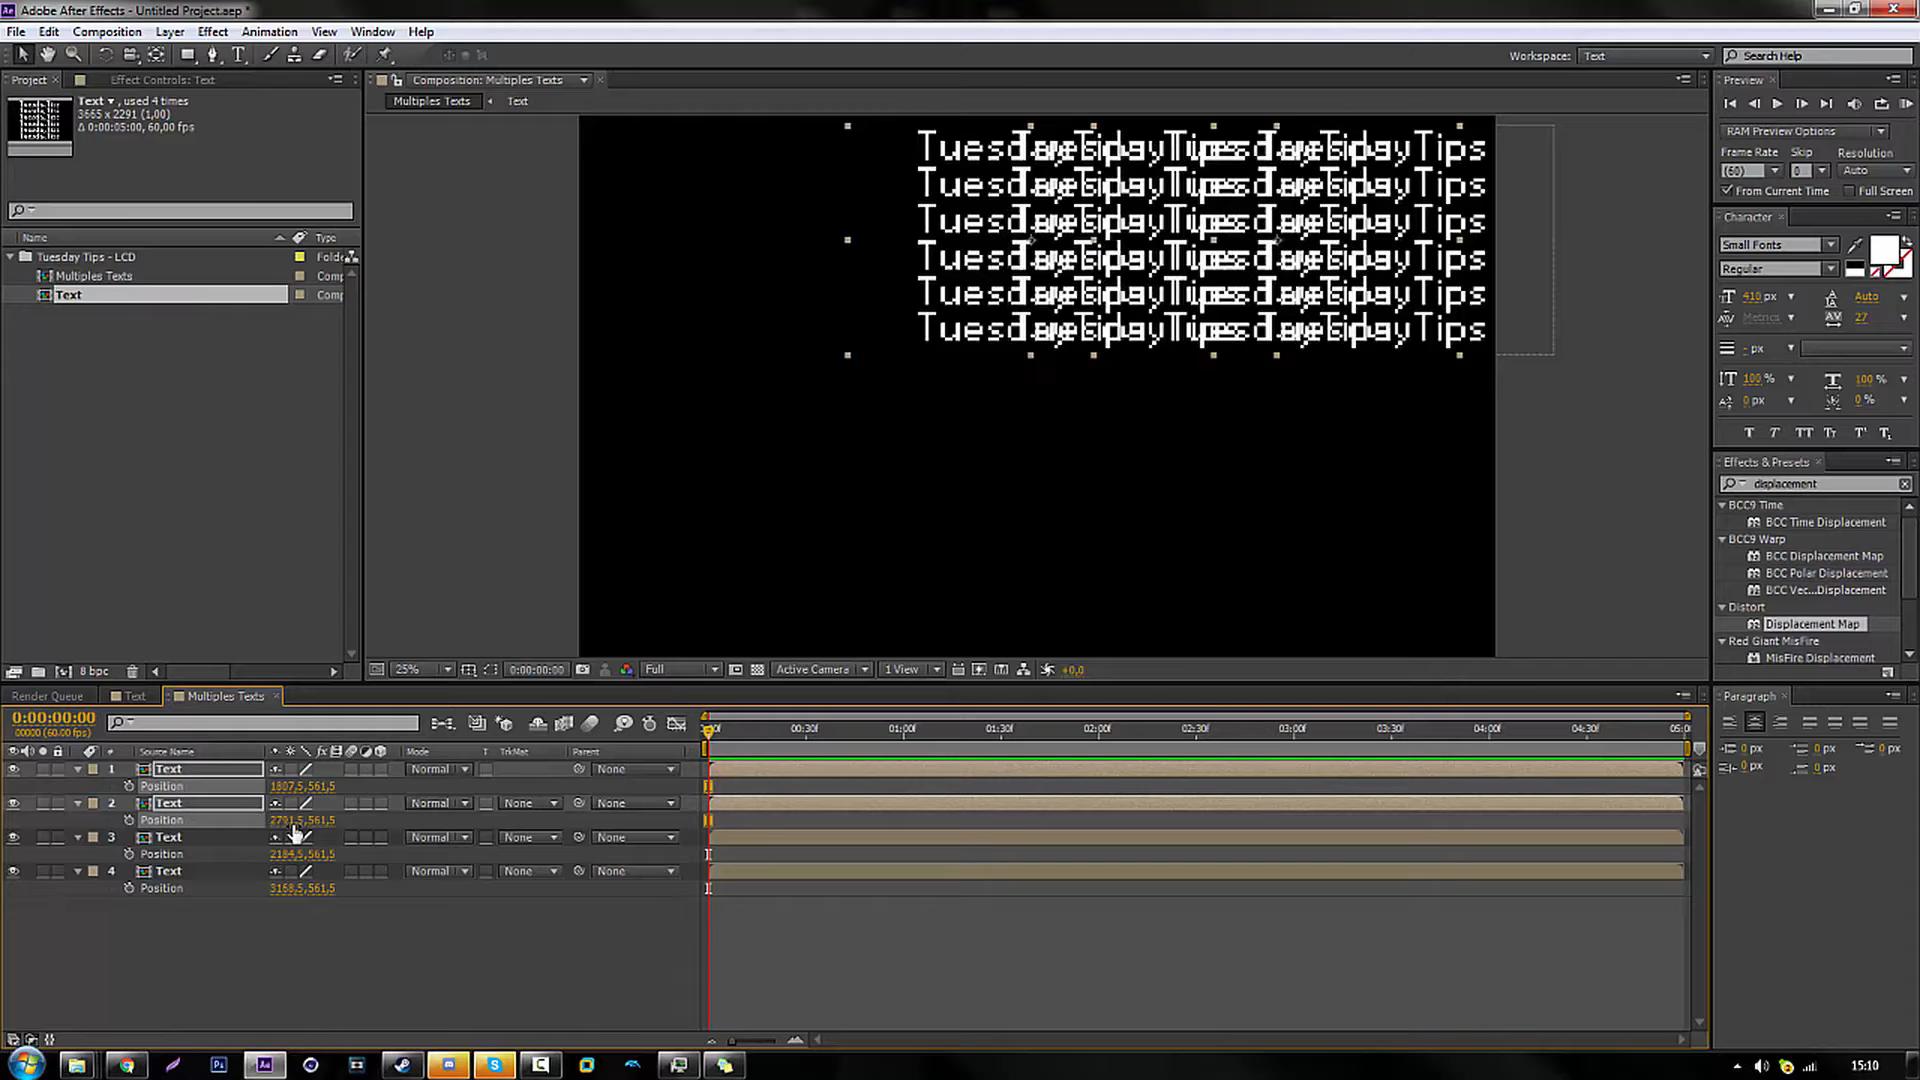 Adobe After Effects - Untitled Project.aep *
File Edit Composition Layer Effect Animation View Window Help
Workspace: Text Search Help
Project Effect Controls: Text
Composition: Multiples Texts
Preview
Multiples Texts Text
Text , used 4 times
3665 x 2291 (1,00)
Δ 0:00:05:00, 60,00 fps
RAM Preview Options
Frame Rate Skip Resolution
(60) 0 Auto
From Current Time Full Screen
Character
Small Fonts
Regular
410 px Auto
Metrics 27
- px
100 % 100 %
0 px 0 %
Name Type
Tuesday Tips - LCD Folde
Multiples Texts Comp
Text Comp
Effects & Presets
displacement
BCC9 Time
BCC Time Displacement
BCC9 Warp
BCC Displacement Map
BCC Polar Displacement
BCC Vec...Displacement
Distort
Displacement Map
Red Giant MisFire
MisFire Displacement
8 bpc
25% 0:00:00:00 Full Active Camera 1 View +0,0
Render Queue Text Multiples Texts
Paragraph
0 px 0 px 0 px
0 px 0 px
0:00:00:00
00000 (60.00 fps)
00:30f 01:00f 01:30f 02:00f 02:30f 03:00f 03:30f 04:00f 04:30f 05:0
# Source Name Mode T TrkMat Parent
1 Text Normal None
Position 1807,5,561,5
2 Text Normal None None
Position 2791,5,561,5
3 Text Normal None None
Position 2184,5,561,5
4 Text Normal None None
Position 3168,5,561,5
15:10